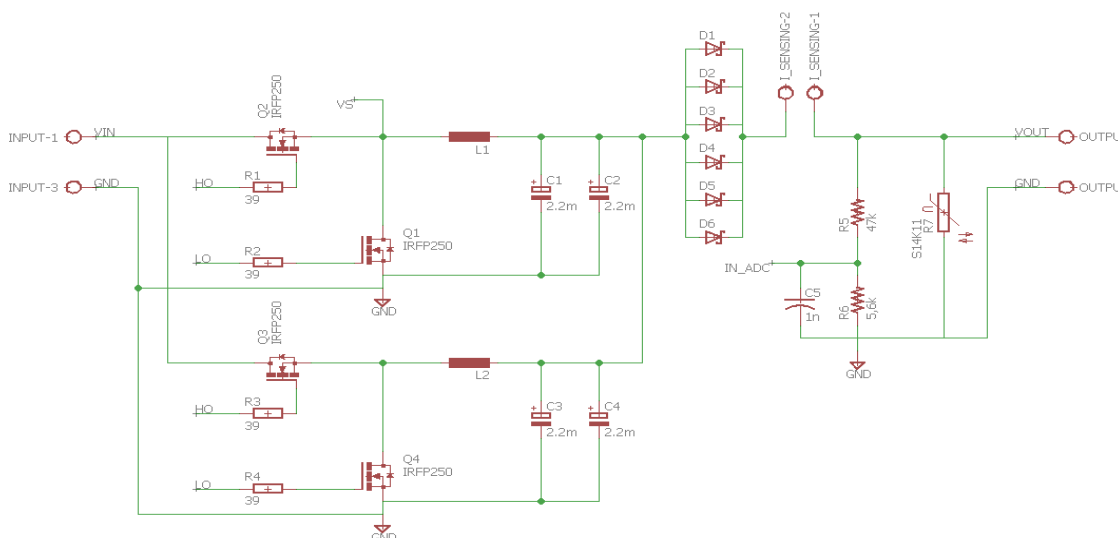 I_SENSING-2
I_SENSING-1
D1
D2
D3
D4
D5
D6
Q2
IRFP250
VS
INPUT-1
VIN
INPUT-3
GND
HO
R1
39
L1
C1
2.2m
C2
2.2m
LO
R2
39
Q1
IRFP250
GND
VOUT
OUTPU
GND
OUTPU
R5
47k
U
R7
S14K11
IN_ADC
C5
1n
R6
5,6k
GND
Q3
IRFP250
HO
R3
39
L2
C3
2.2m
C4
2.2m
LO
R4
39
Q4
IRFP250
GND